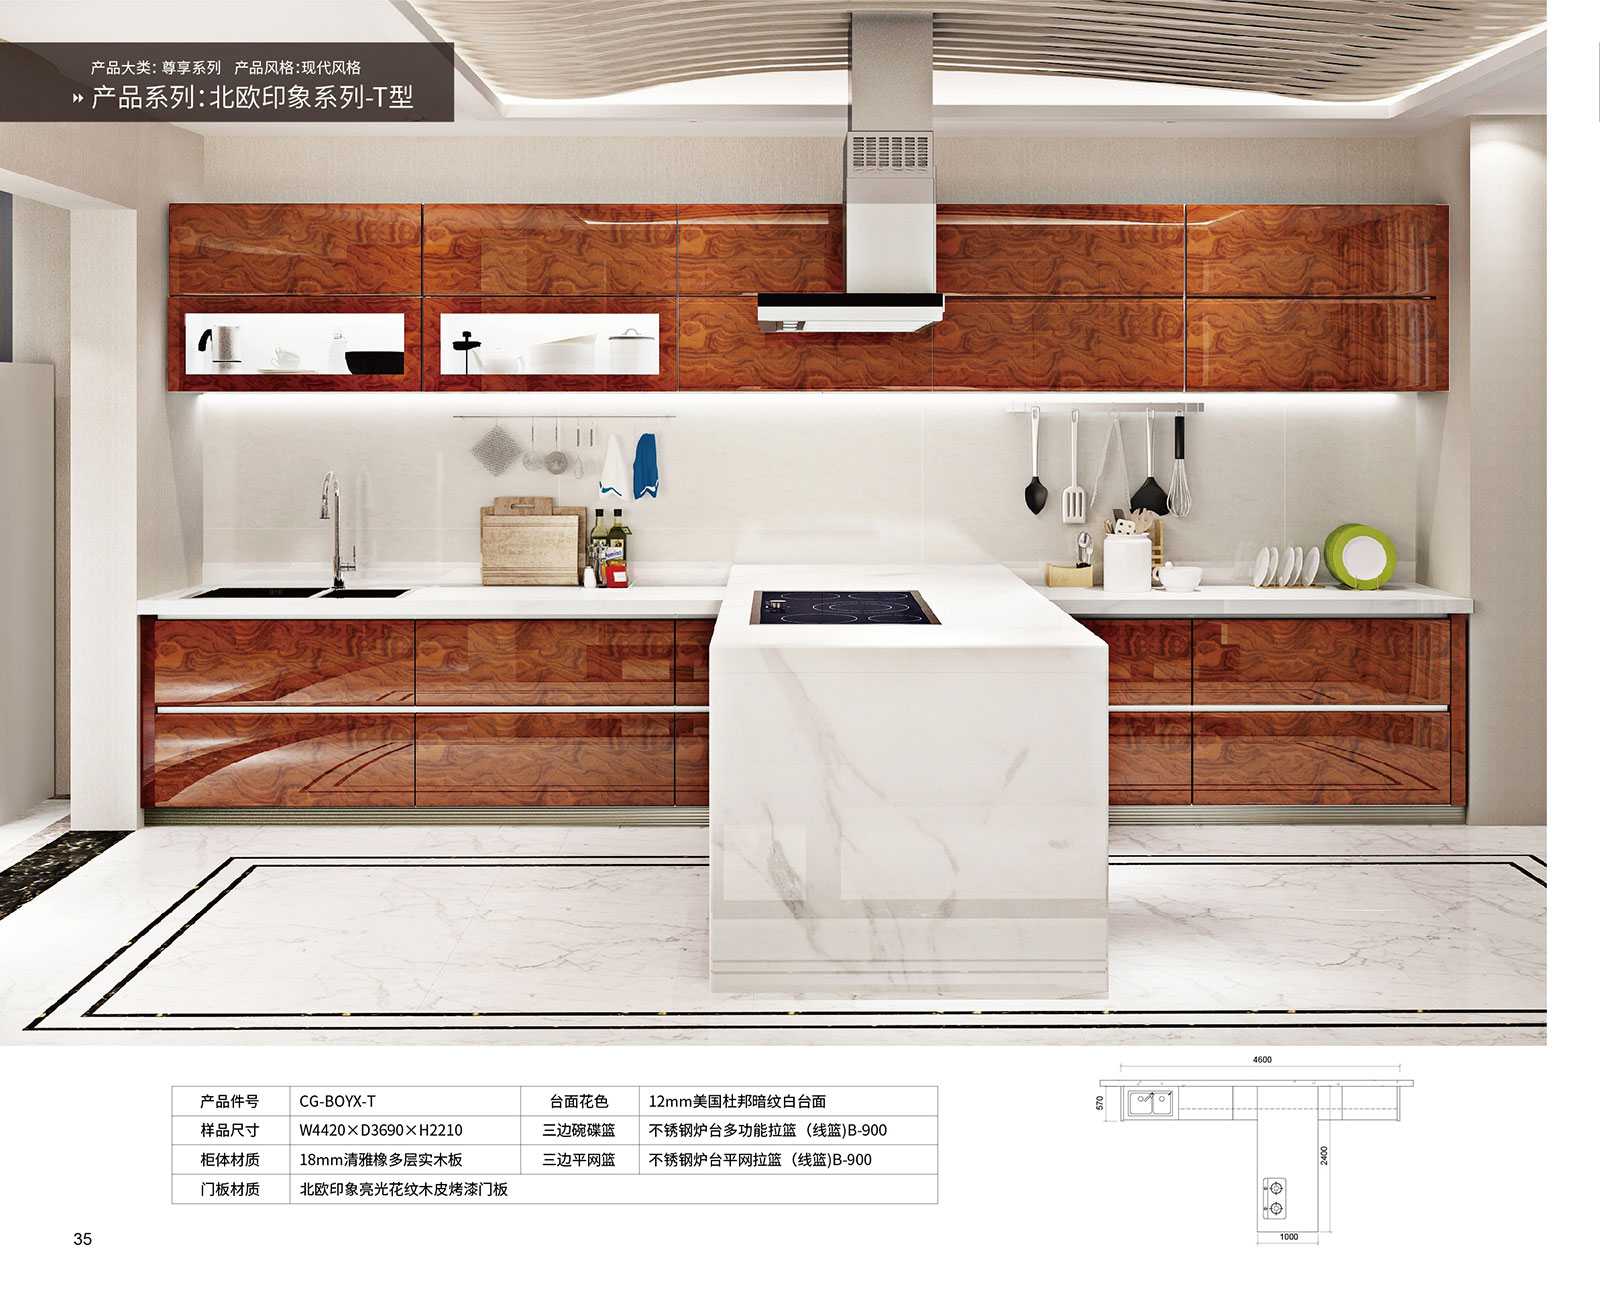 产品大类: 尊享系列 产品风格:现代风格
产品系列:北欧印象系列-T型
产品件号 CG-BOYX-T 台面花色 12mm美国杜邦暗纹白台面
样品尺寸 W4420×D3690×H2210 三边碗碟篮 不锈钢炉台多功能拉篮（线篮)B-900
柜体材质 18mm清雅橡多层实木板 三边平网篮 不锈钢炉台平网拉篮（线篮)B-900
门板材质 北欧印象亮光花纹木皮烤漆门板
4600
570
2400
1000
35